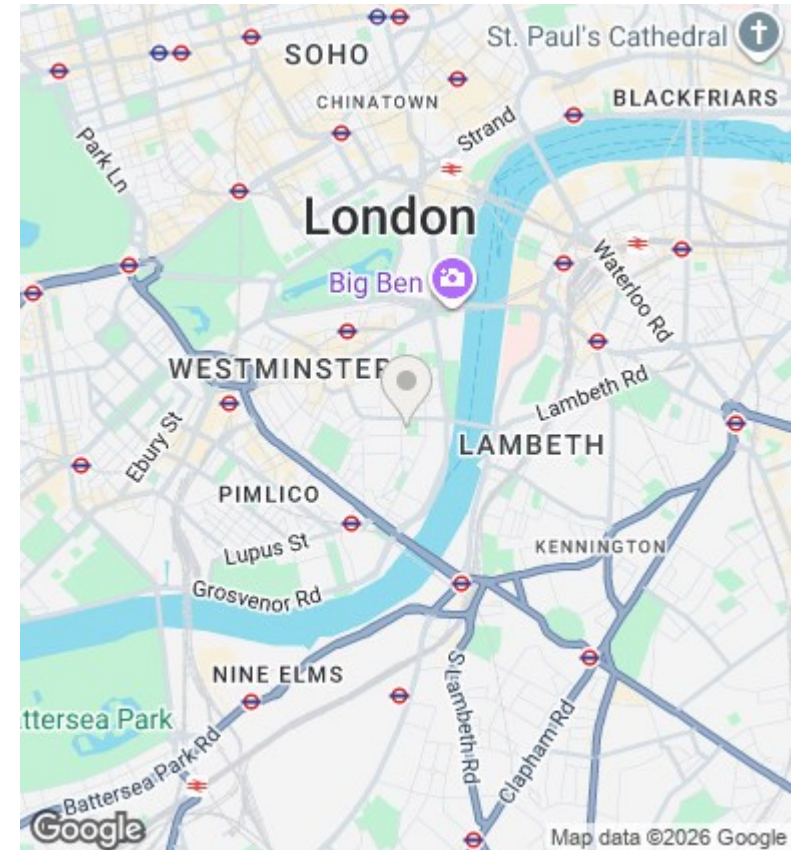 SOHO
St. Paul's Cathedral
CHINATOWN
BLACKFRIARS
Strand
Park Ln
London
Waterloo Rd
Big Ben
WESTMINSTER
Lambeth Rd
Ebury St
LAMBETH
PIMLICO
Lupus St
KENNINGTON
Grosvenor Rd
NINE ELMS
S Lambeth Rd
Clapham Rd
ttersea Park
Battersea Park Rd
Google
Map data ©2026 Google